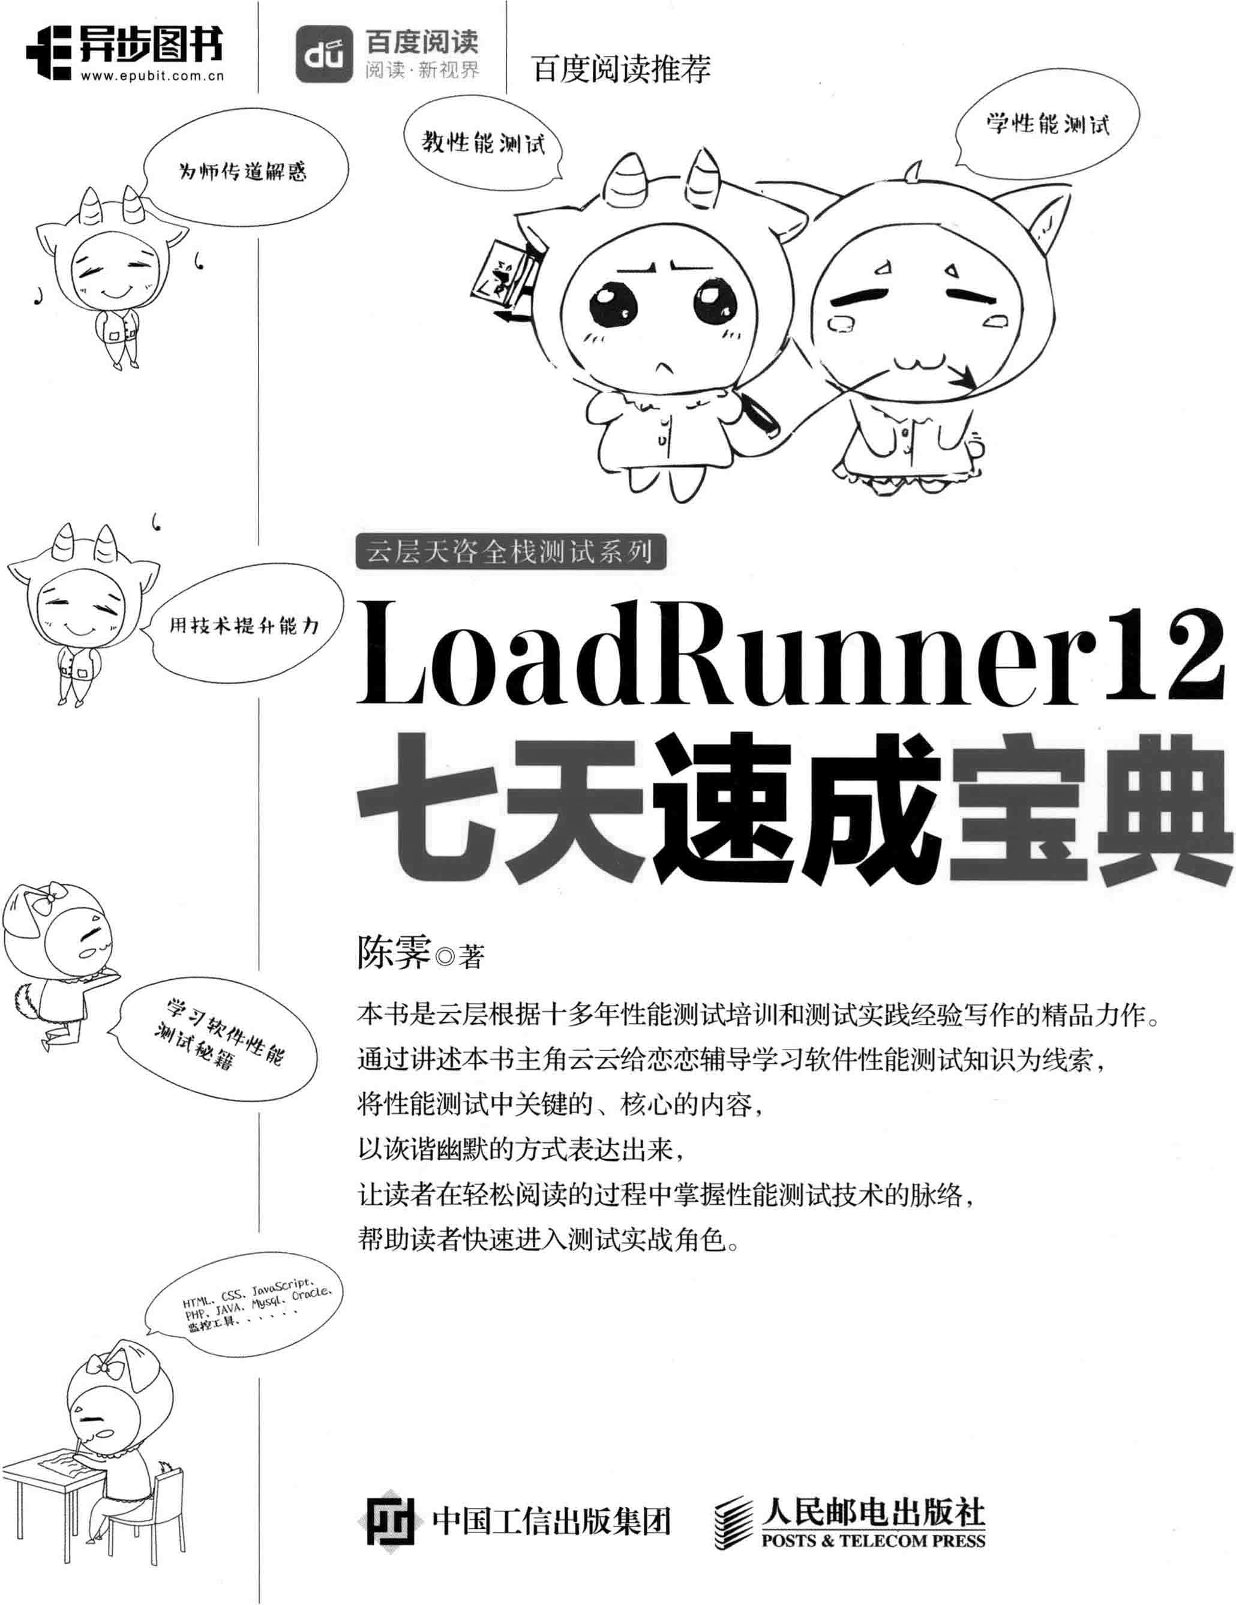 异步图书
www.epubit.com.cn
百度阅读
阅读·新视界
百度阅读推荐
教性能测试
学性能测试
为师传道解惑
云层天咨全栈测试系列
用技术提升能力
LoadRunner12
七天速成宝典
陈霁◎著
本书是云层根据十多年性能测试培训和测试实践经验写作的精品力作。
通过讲述本书主角云云给恋恋辅导学习软件性能测试知识为线索，
将性能测试中关键的、核心的内容，
以诙谐幽默的方式表达出来，
让读者在轻松阅读的过程中掌握性能测试技术的脉络，
帮助读者快速进入测试实战角色。
学习软件性能
测试秘籍
HTML、CSS、JavaScript、
PHP、JAVA、Mysql、Oracle、
监控工具、、、、、、
中国工信出版集团
人民邮电出版社
POSTS & TELECOM PRESS